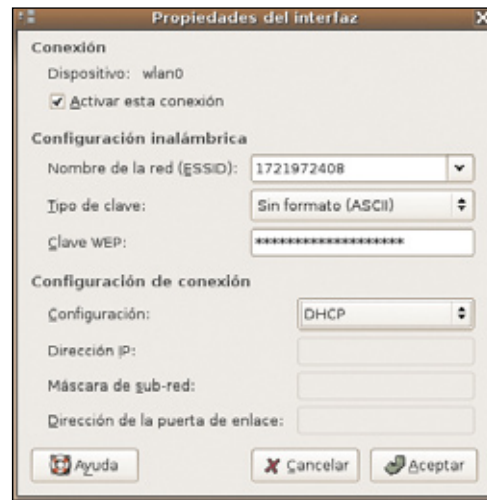 Propiedades del interfaz
Conexión
Dispositivo: wlan0
Activar esta conexión
Configuración inalámbrica
Nombre de la red (ESSID): 1721972408
Tipo de clave: Sin formato (ASCII)
Clave WEP: *******************
Configuración de conexión
Configuración: DHCP
Dirección IP:
Máscara de sub-red:
Dirección de la puerta de enlace:
Ayuda Cancelar Aceptar